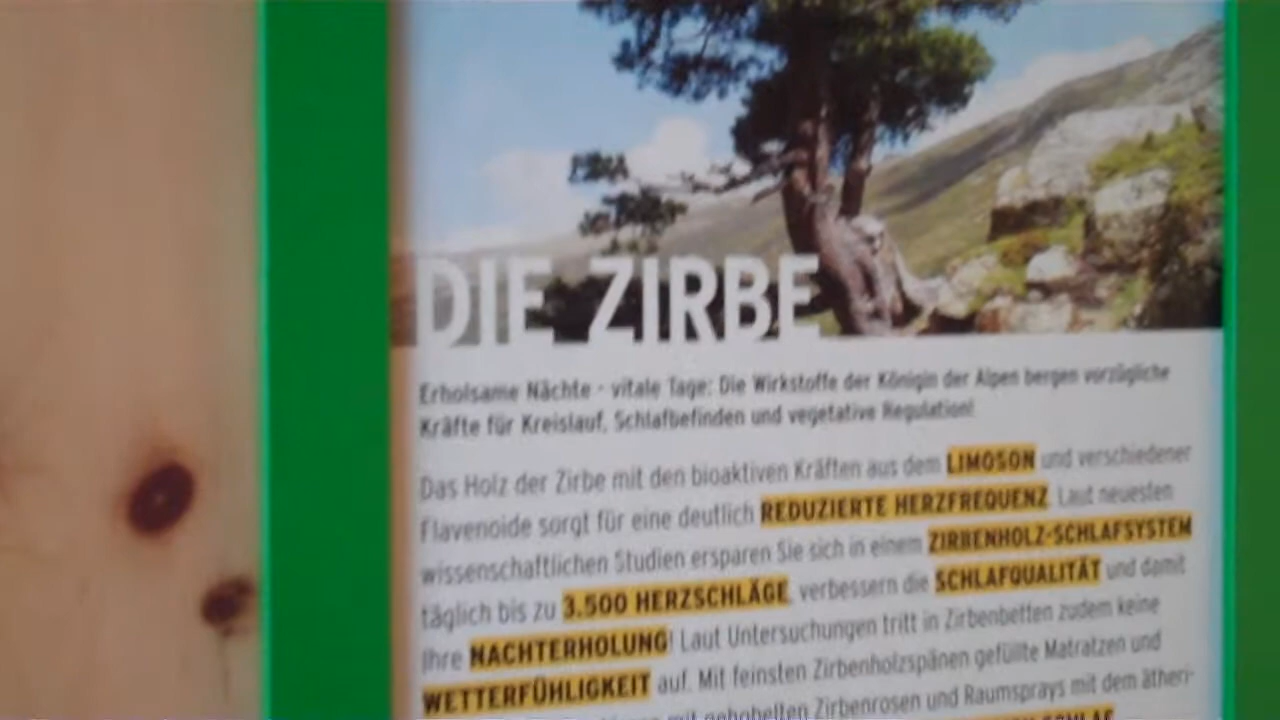 DIE ZIRBE
Erholsame Nächte - vitale Tage: Die Wirkstoffe der Königin der Alpen bergen vorzügliche
Kräfte für Kreislauf, Schlafbefinden und vegetative Regulation!
Das Holz der Zirbe mit den bioaktiven Kräften aus dem LIMOSON und verschiedener
Flavenoide sorgt für eine deutlich REDUZIERTE HERZFREQUENZ. Laut neuesten
wissenschaftlichen Studien ersparen Sie sich in einem ZIRBENHOLZ-SCHLAFSYSTEM
täglich bis zu 3.500 HERZSCHLÄGE, verbessern die SCHLAFQUALITÄT und damit
Ihre NACHTERHOLUNG! Laut Untersuchungen tritt in Zirbenbetten zudem keine
WETTERFÜHLIGKEIT auf. Mit feinsten Zirbenholzspänen gefüllte Matratzen und
mit gehobelten Zirbenrosen und Raumsprays mit dem ätheri-
SCHLAF